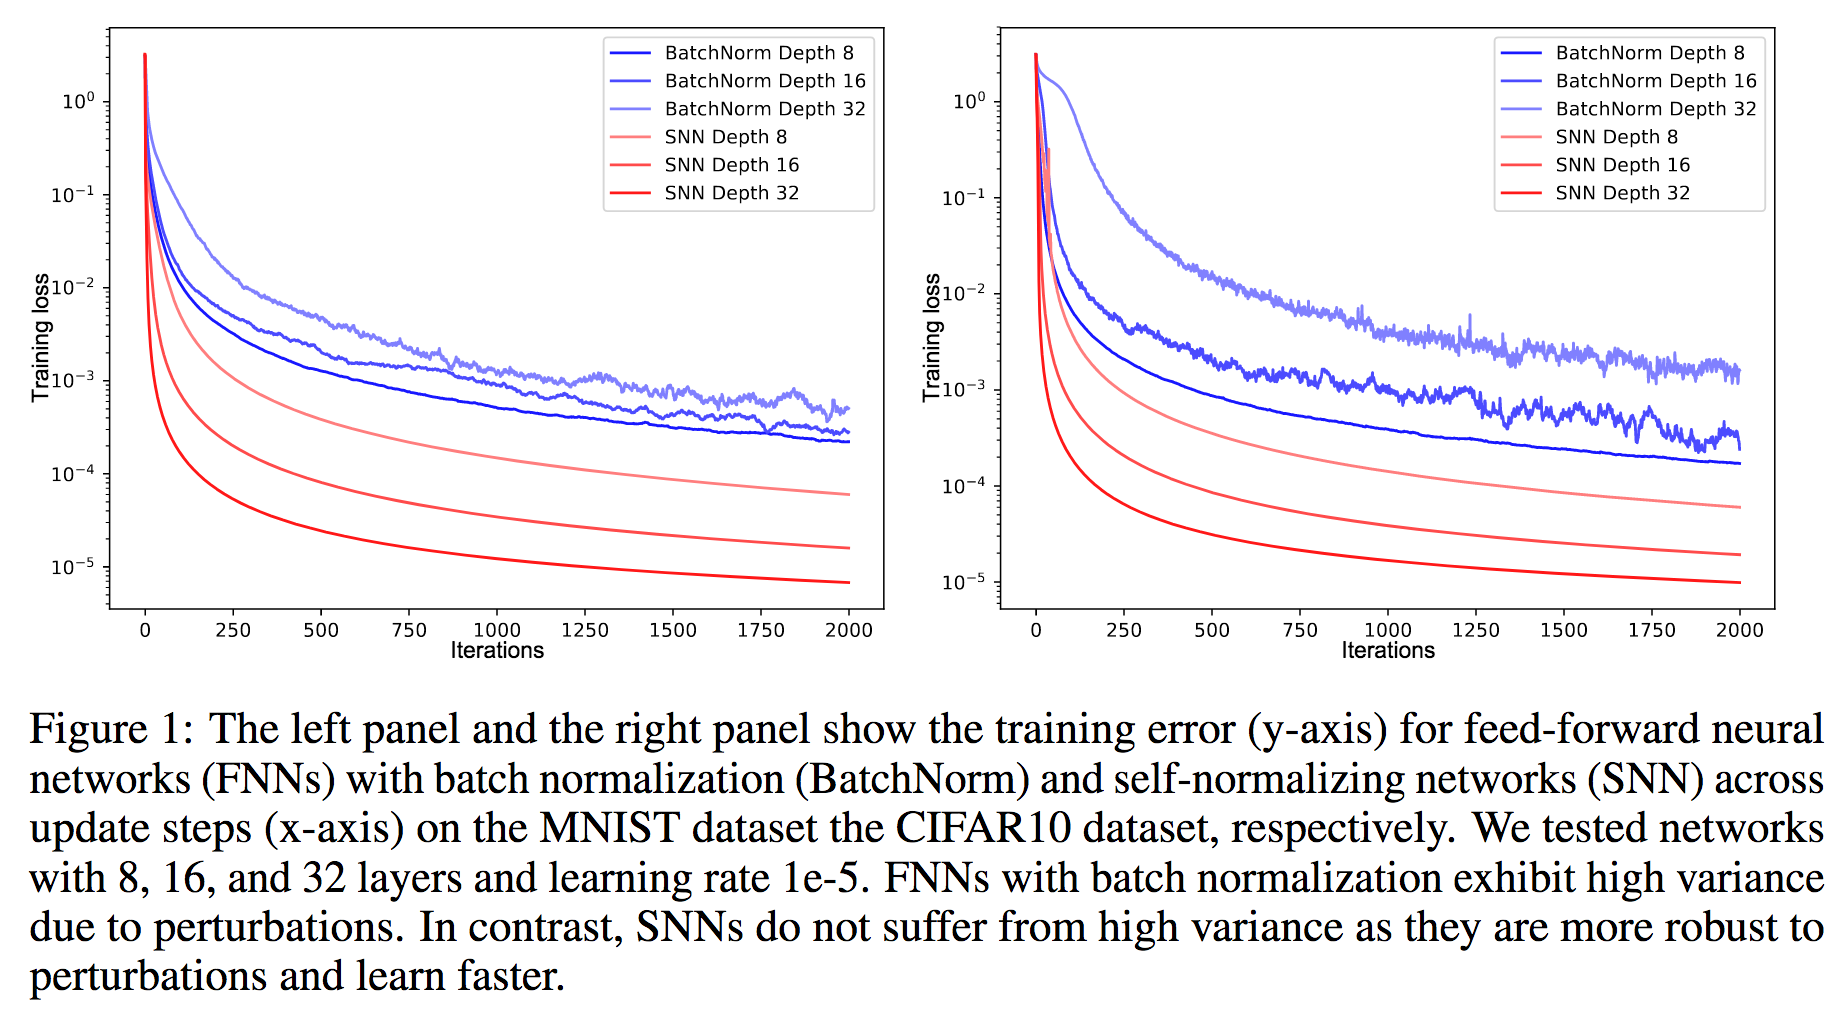 Training loss
10⁰
10⁻¹
10⁻²
10⁻³
10⁻⁴
10⁻⁵
BatchNorm Depth 8
BatchNorm Depth 16
BatchNorm Depth 32
SNN Depth 8
SNN Depth 16
SNN Depth 32
0 250 500 750 1000 1250 1500 1750 2000
Iterations
Training loss
10⁰
10⁻¹
10⁻²
10⁻³
10⁻⁴
10⁻⁵
BatchNorm Depth 8
BatchNorm Depth 16
BatchNorm Depth 32
SNN Depth 8
SNN Depth 16
SNN Depth 32
0 250 500 750 1000 1250 1500 1750 2000
Iterations
Figure 1: The left panel and the right panel show the training error (y-axis) for feed-forward neural
networks (FNNs) with batch normalization (BatchNorm) and self-normalizing networks (SNN) across
update steps (x-axis) on the MNIST dataset the CIFAR10 dataset, respectively. We tested networks
with 8, 16, and 32 layers and learning rate 1e-5. FNNs with batch normalization exhibit high variance
due to perturbations. In contrast, SNNs do not suffer from high variance as they are more robust to
perturbations and learn faster.